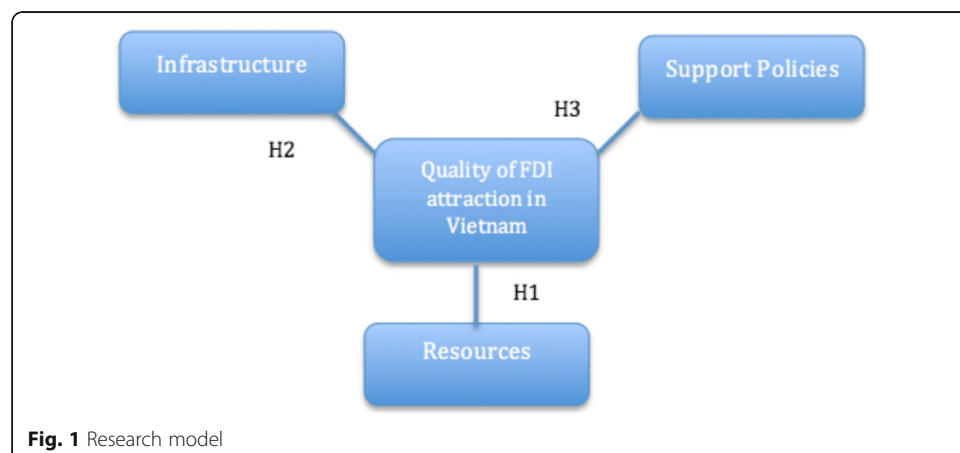 Infrastructure
Support Policies
H3
H2
Quality of FDI
attraction in
Vietnam
H1
Resources
Fig. 1 Research model